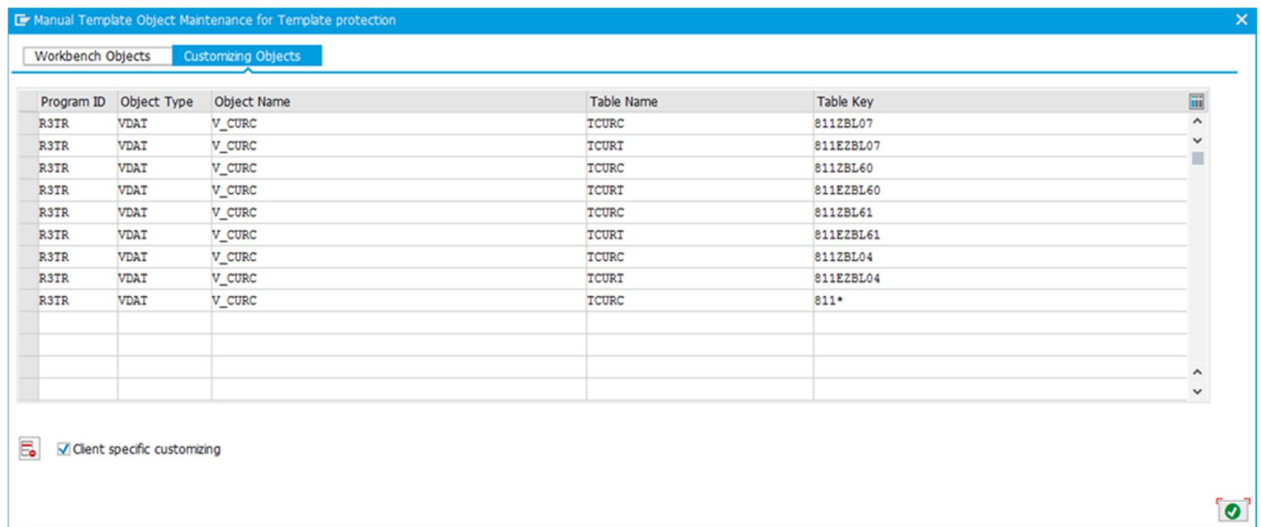 Manual Template Object Maintenance for Template protection
Workbench Objects Customizing Objects
Program ID Object Type Object Name Table Name Table Key
R3TR VDAT V_CURC TCURC 811ZBL07
R3TR VDAT V_CURC TCURT 811EZBL07
R3TR VDAT V_CURC TCURC 811ZBL60
R3TR VDAT V_CURC TCURT 811EZBL60
R3TR VDAT V_CURC TCURC 811ZBL61
R3TR VDAT V_CURC TCURT 811EZBL61
R3TR VDAT V_CURC TCURC 811ZBL04
R3TR VDAT V_CURC TCURT 811EZBL04
R3TR VDAT V_CURC TCURC 811*
Client specific customizing